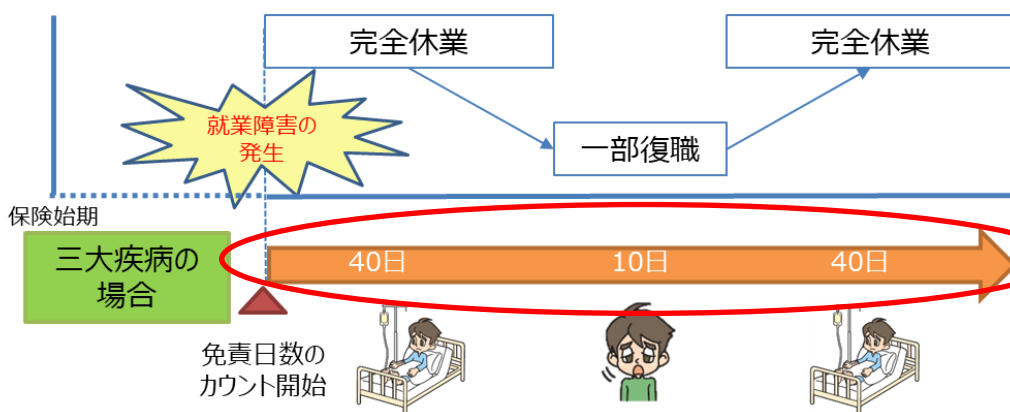 完全休業
完全休業
就業障害の
発生
一部復職
保険始期
三大疾病の
場合
40日
10日
40日
免責日数の
カウント開始